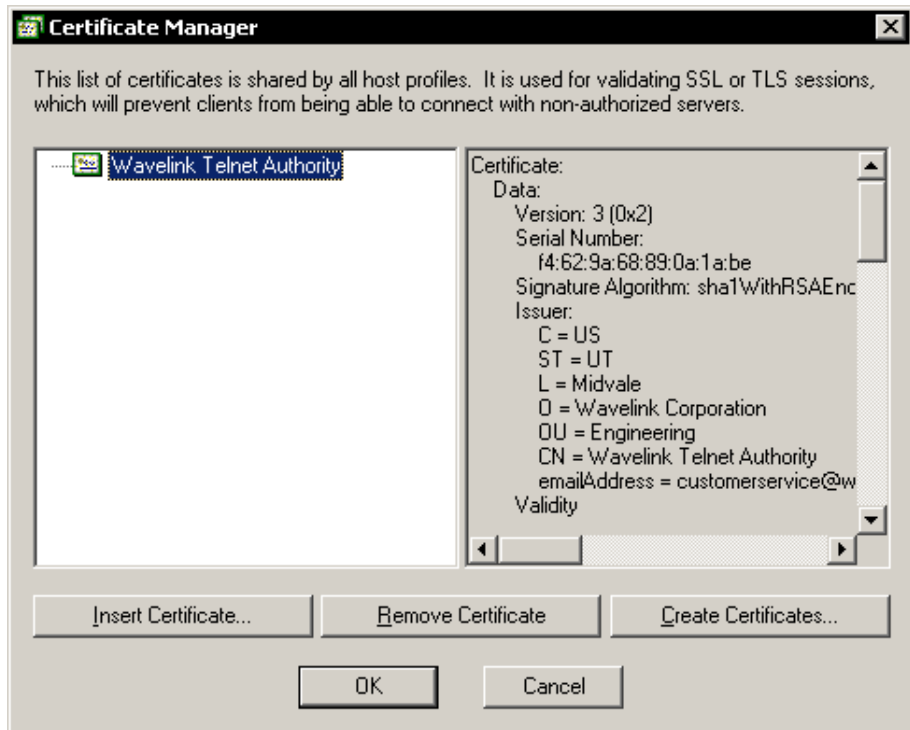 Certificate Manager
This list of certificates is shared by all host profiles. It is used for validating SSL or TLS sessions,
which will prevent clients from being able to connect with non-authorized servers.
Wavelink Telnet Authority
Certificate:
Data:
Version: 3 (0x2)
Serial Number:
f4:62:9a:68:89:0a:1a:be
Signature Algorithm: sha1WithRSAEnc
Issuer:
C = US
ST = UT
L = Midvale
O = Wavelink Corporation
OU = Engineering
CN = Wavelink Telnet Authority
emailAddress = customerservice@w
Validity
Insert Certificate...
Remove Certificate
Create Certificates...
OK
Cancel